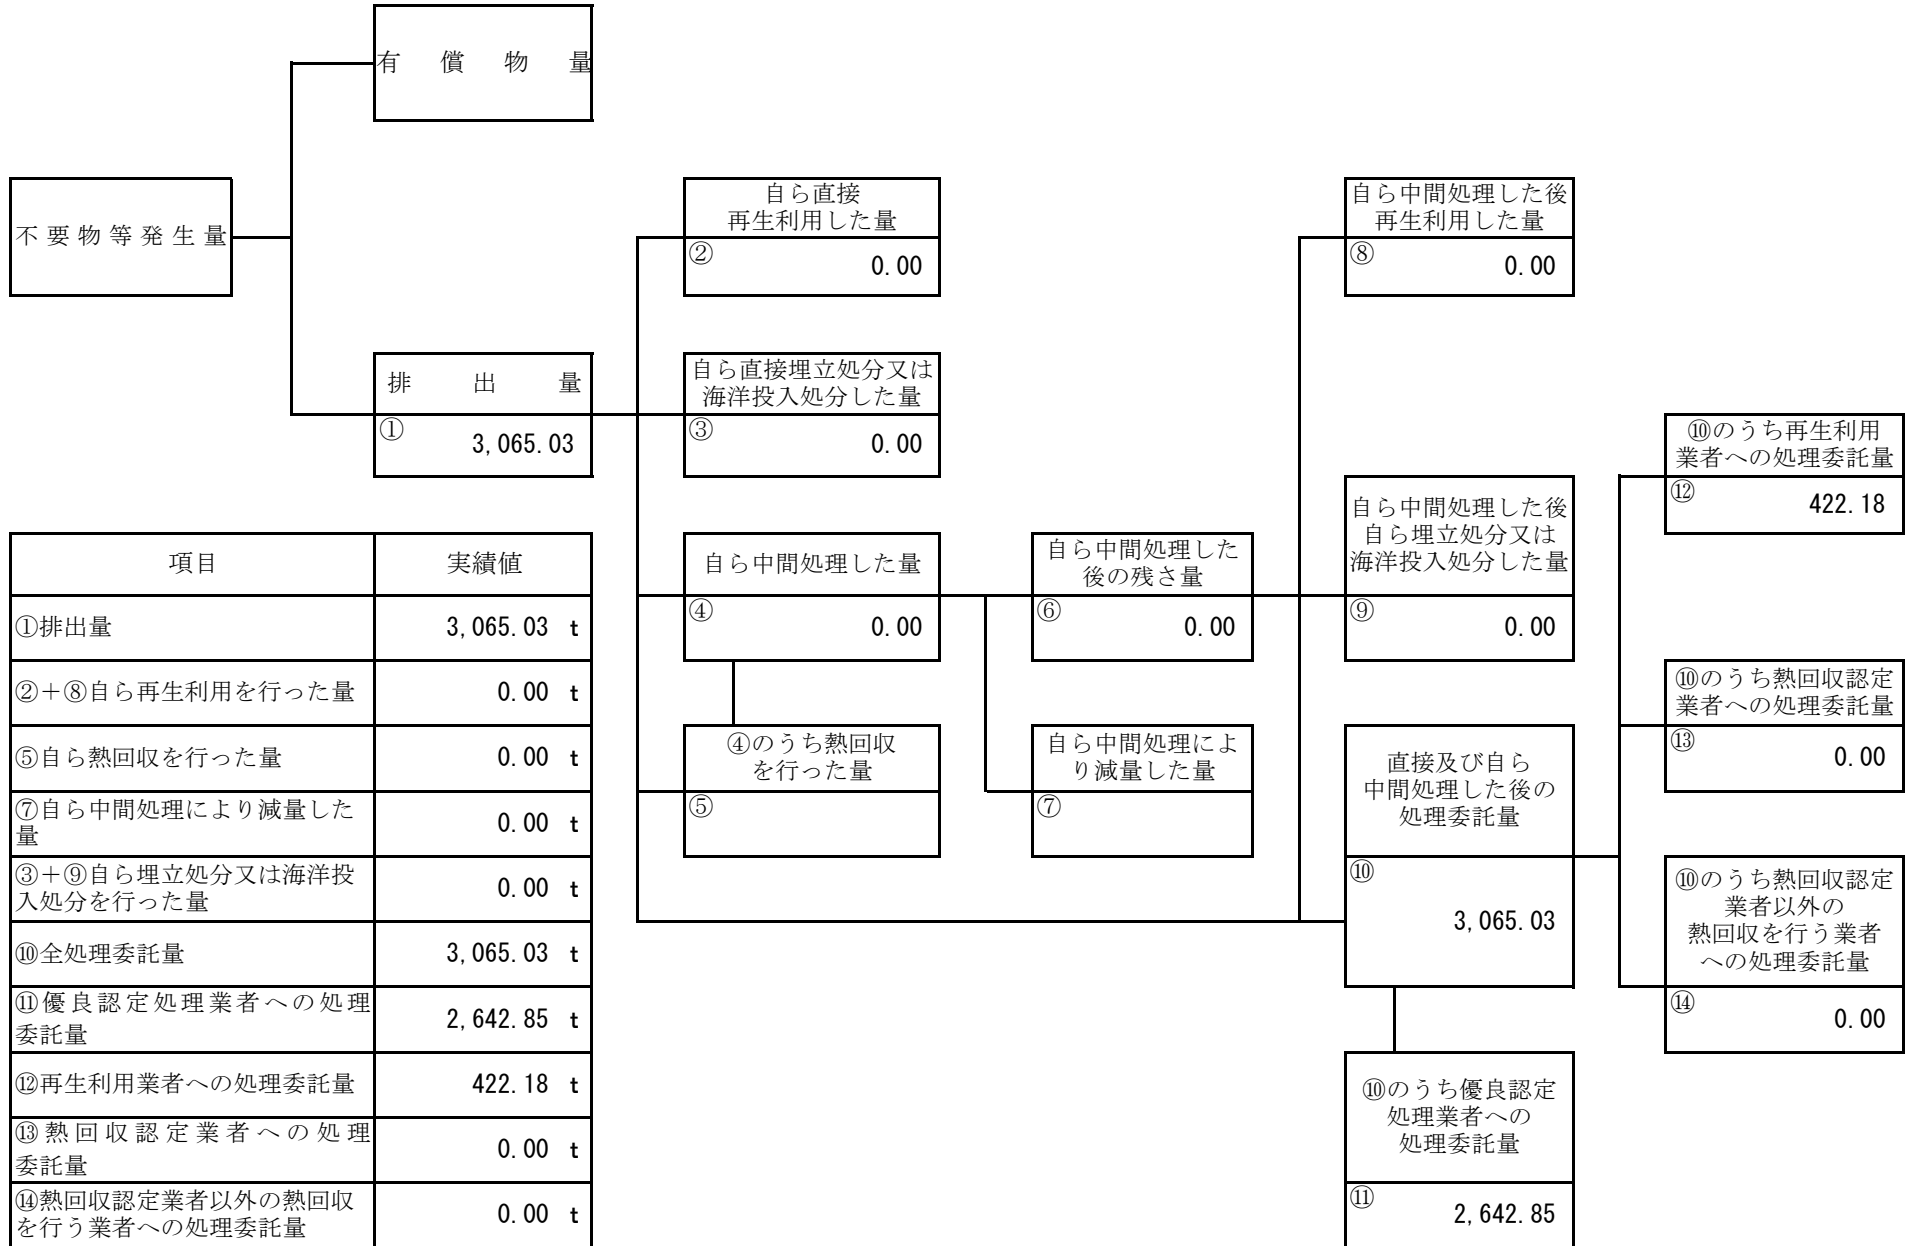 有償物量
不要物等発生量
自ら直接
再生利用した量
② 0.00
自ら中間処理した後
再生利用した量
⑧ 0.00
排出量
① 3,065.03
自ら直接埋立処分又は
海洋投入処分した量
③ 0.00
⑩のうち再生利用
業者への処理委託量
⑫ 422.18
自ら中間処理した量
④ 0.00
自ら中間処理した
後の残さ量
⑥ 0.00
自ら中間処理した後
自ら埋立処分又は
海洋投入処分した量
⑨ 0.00
④のうち熱回収
を行った量
⑤
自ら中間処理によ
り減量した量
⑦
直接及び自ら
中間処理した後の
処理委託量
⑩
3,065.03
⑩のうち熱回収認定
業者への処理委託量
⑬ 0.00
⑩のうち熱回収認定
業者以外の
熱回収を行う業者
への処理委託量
⑭ 0.00
⑩のうち優良認定
処理業者への
処理委託量
⑪ 2,642.85
項目 実績値
①排出量 3,065.03 t
②＋⑧自ら再生利用を行った量 0.00 t
⑤自ら熱回収を行った量 0.00 t
⑦自ら中間処理により減量した
量 0.00 t
③＋⑨自ら埋立処分又は海洋投
入処分を行った量 0.00 t
⑩全処理委託量 3,065.03 t
⑪優良認定処理業者への処理
委託量 2,642.85 t
⑫再生利用業者への処理委託量 422.18 t
⑬熱回収認定業者への処理
委託量 0.00 t
⑭熱回収認定業者以外の熱回収
を行う業者への処理委託量 0.00 t